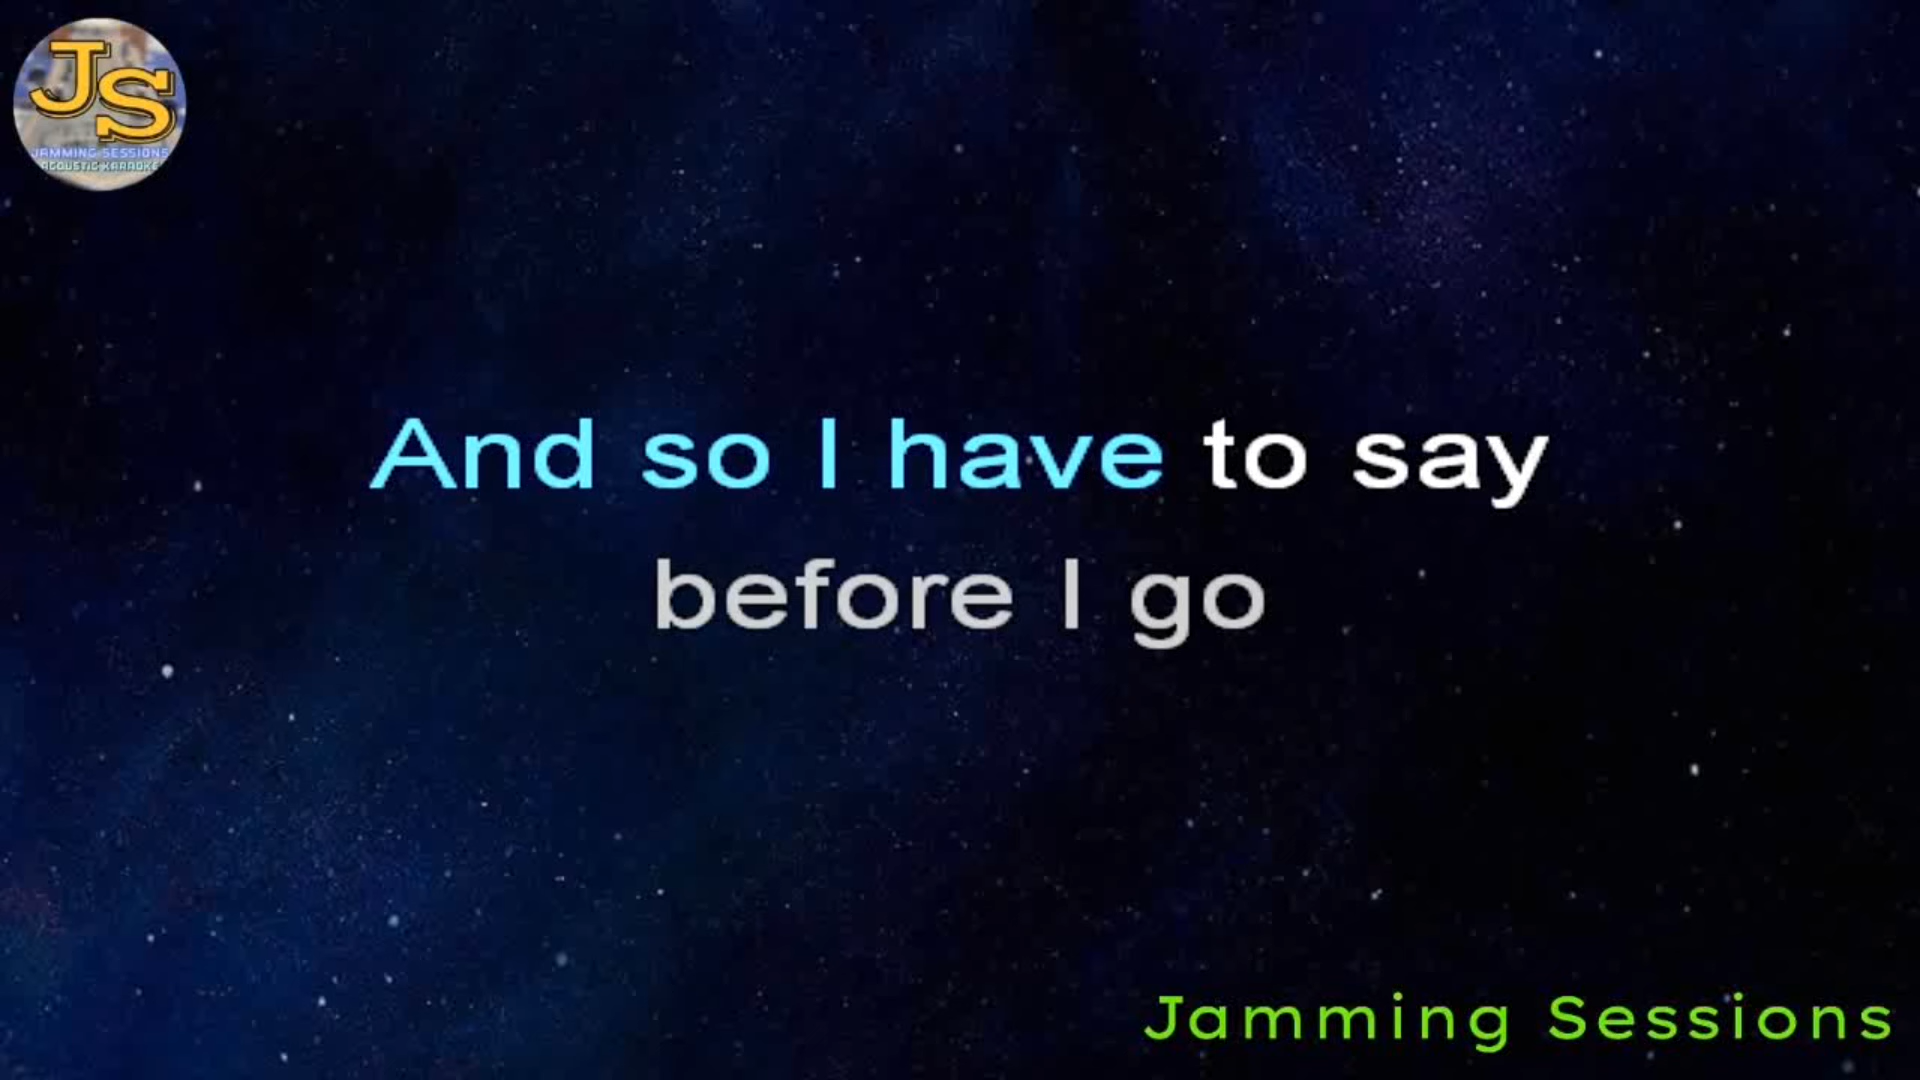 JS
JAMMING SESSIONS
ACOUSTIC KARAOKE
And so I have to say
before I go
Jamming Sessions